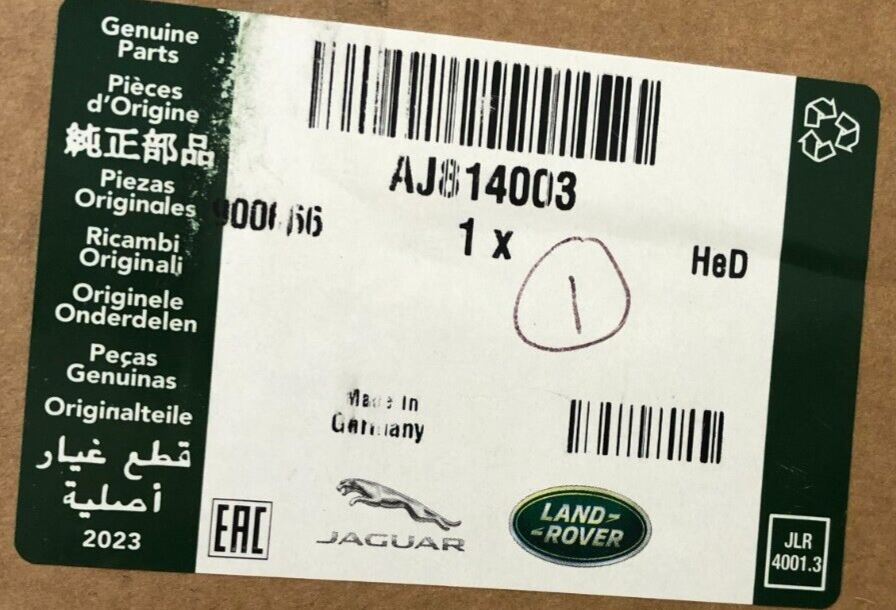 Genuine
Parts
Pièces
d'Origine
純正部品
Piezas
Originales
Ricambi
Originali
Originele
Onderdelen
Peças
Genuinas
Originalteile
قطع غيار
أصلية
2023
AJ814003
1 x
1
HeD
Made In
Germany
EAC
JAGUAR
LAND-
-ROVER
JLR
4001.3